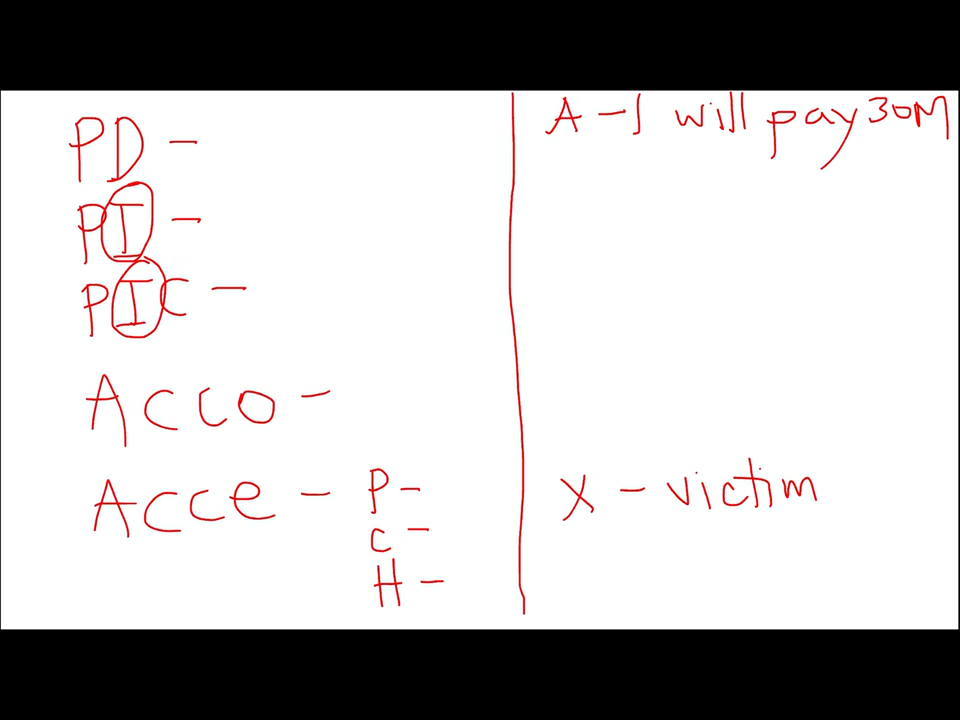 PD -
PI -
PIC -
Acco -
Acce - P -
C -
H -
A - I will pay 30M
X - victim